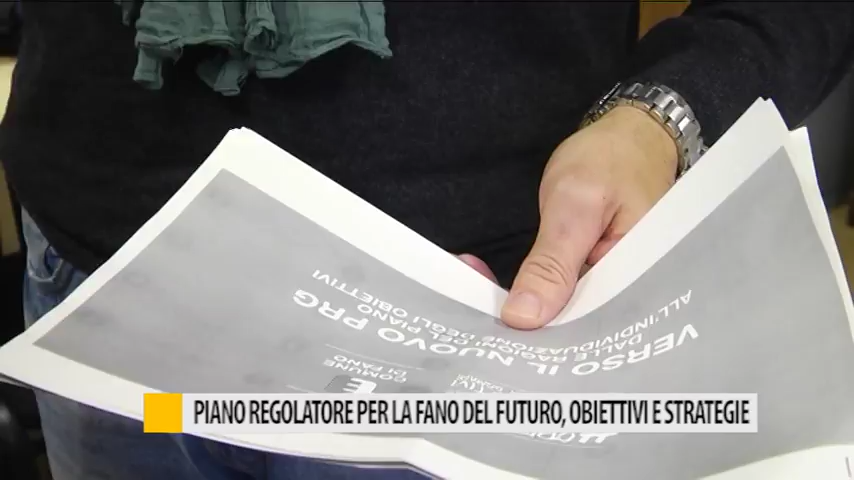 VERSO IL NUOVO PRG
DALLE RAGIONI DEL PIANO
ALL'INDIVIDUAZIONE DEGLI OBIETTIVI
COMUNE
DI FANO
PIANO REGOLATORE PER LA FANO DEL FUTURO, OBIETTIVI E STRATEGIE